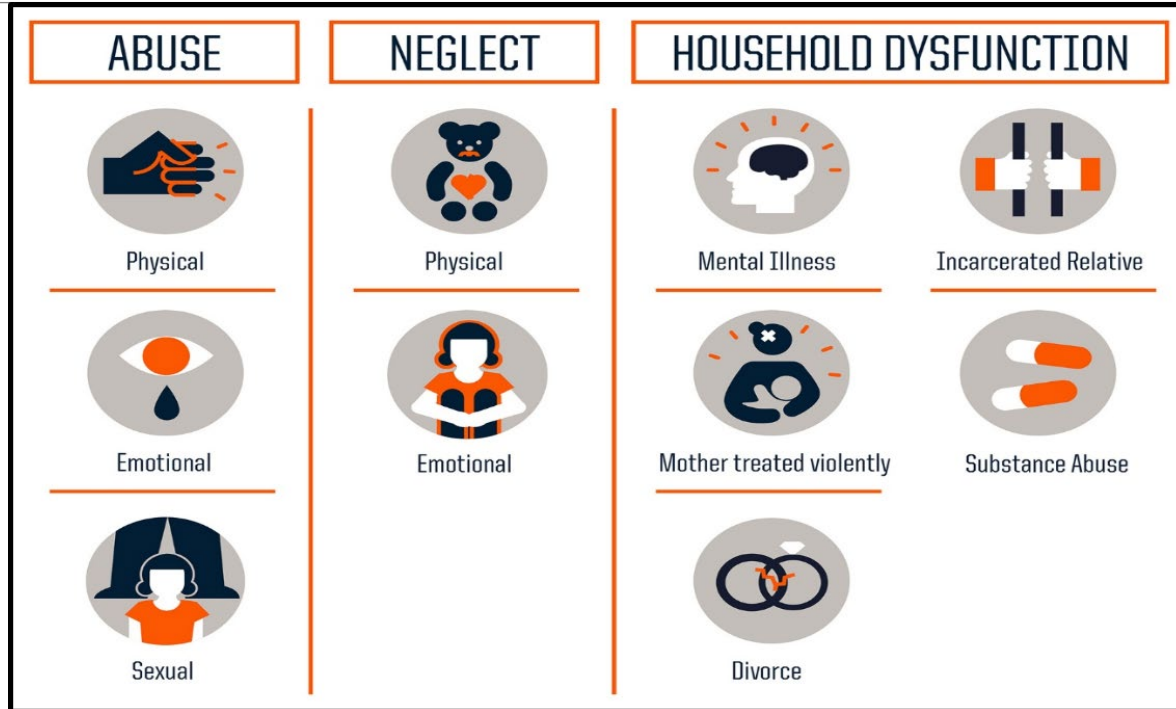 ABUSE
NEGLECT
HOUSEHOLD DYSFUNCTION
Physical
Emotional
Sexual
Physical
Emotional
Mental Illness
Incarcerated Relative
Mother treated violently
Substance Abuse
Divorce